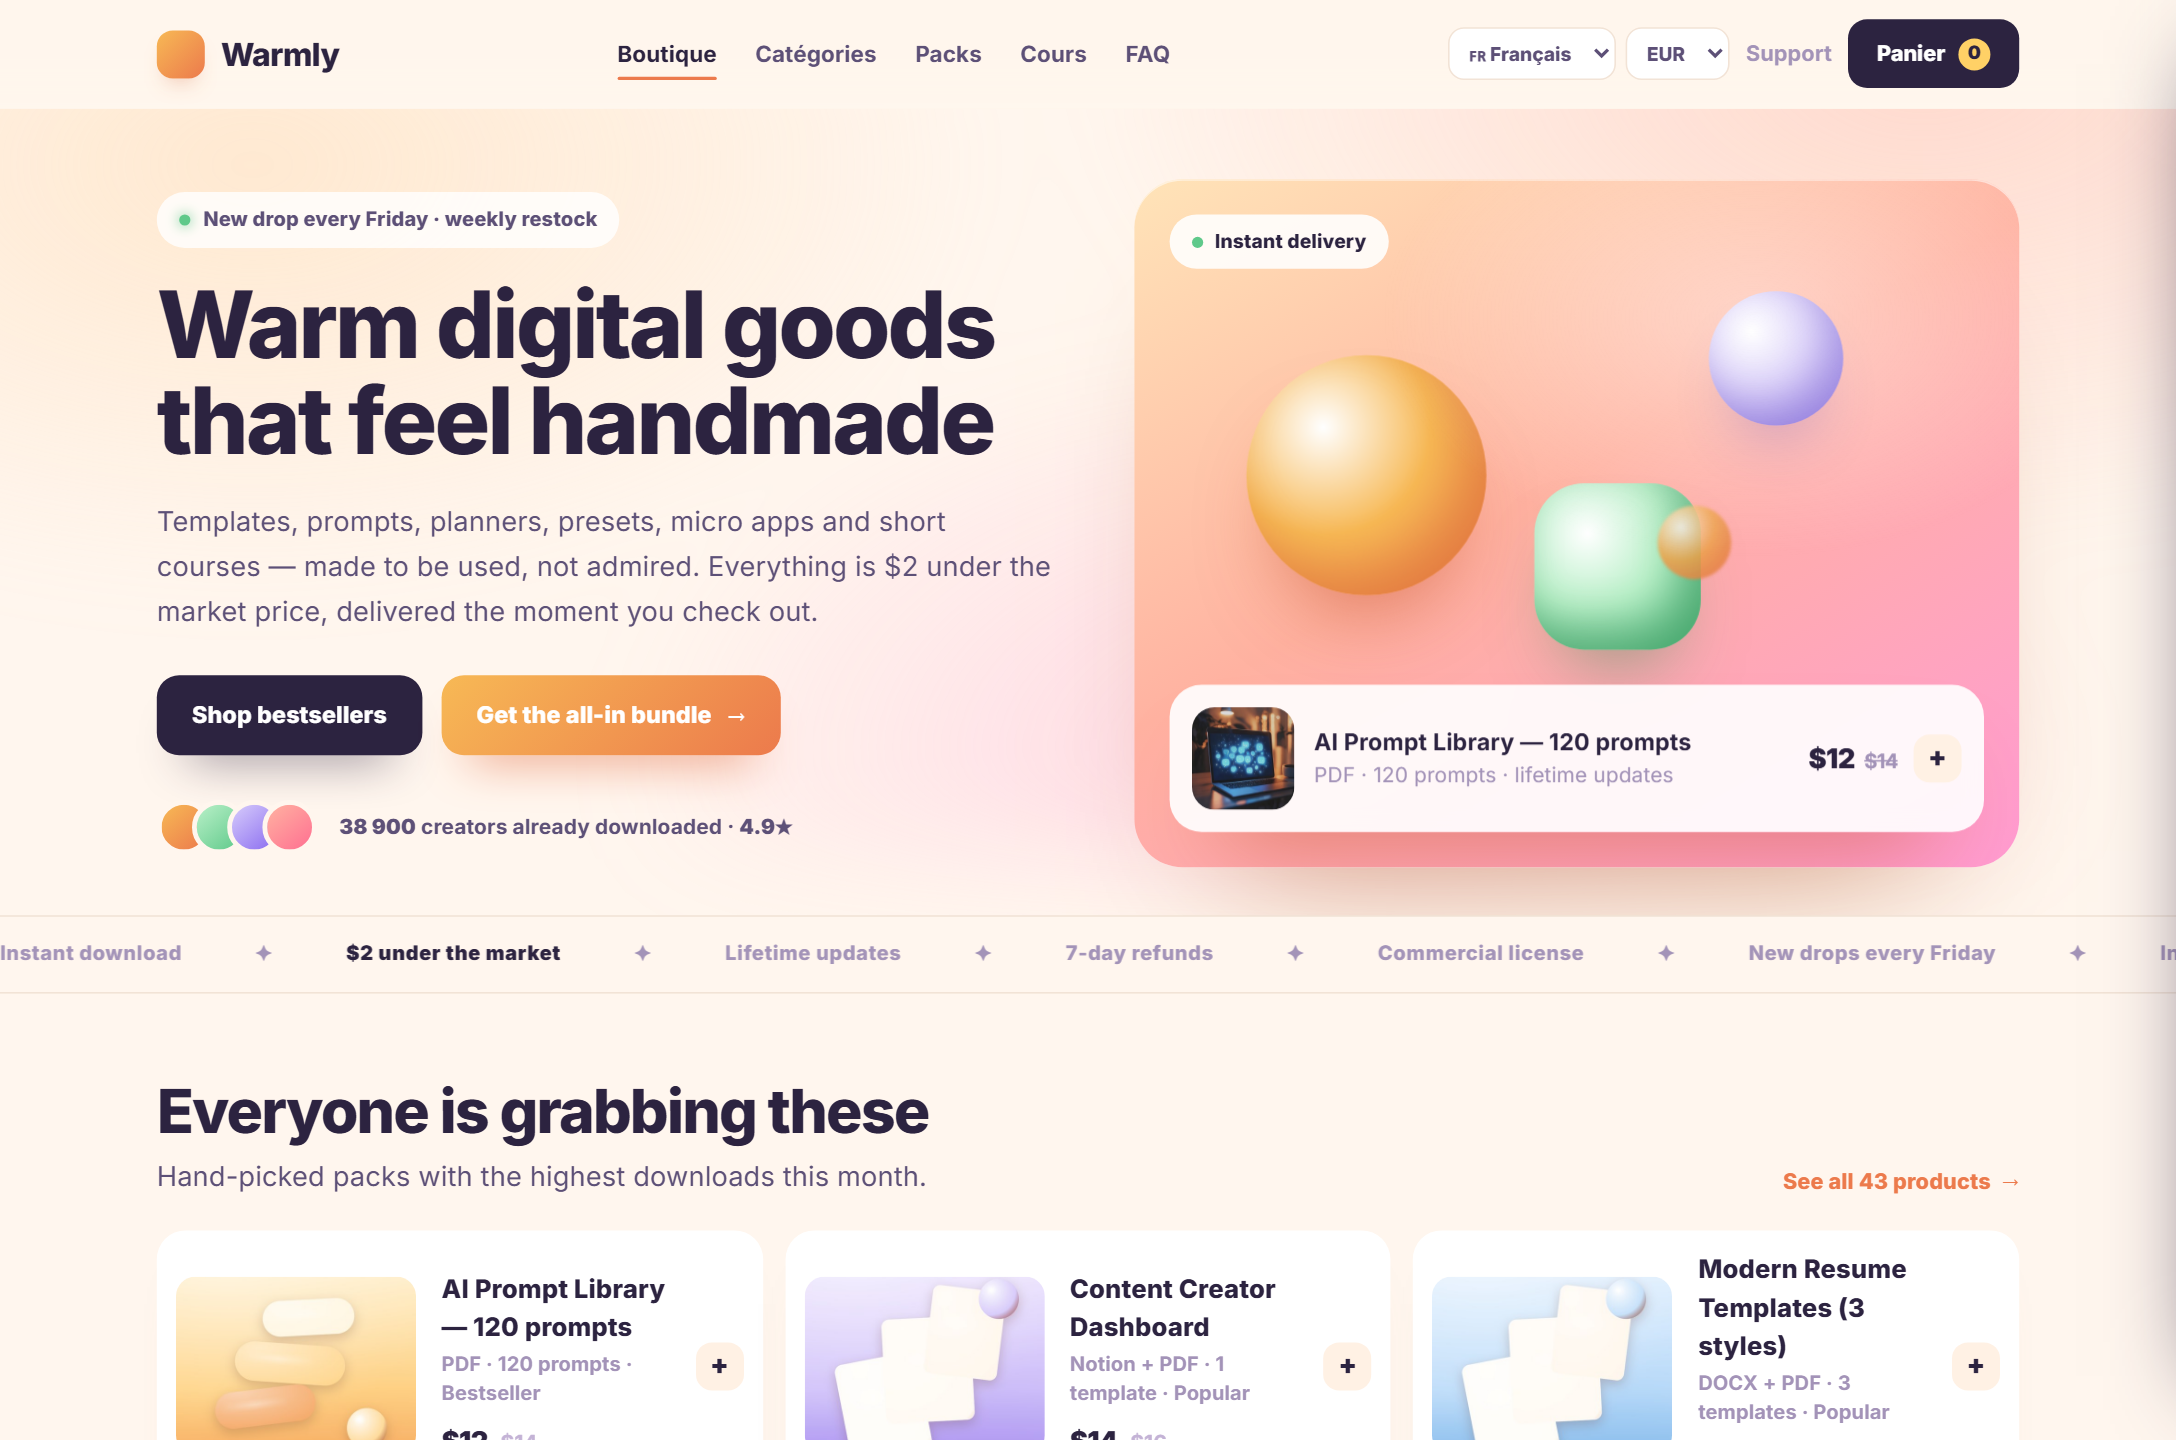 Warmly
Boutique
Catégories
Packs
Cours
FAQ
FR Français
EUR
Support
Panier 0
New drop every Friday · weekly restock
Warm digital goods
that feel handmade
Templates, prompts, planners, presets, micro apps and short
courses — made to be used, not admired. Everything is $2 under the
market price, delivered the moment you check out.
Shop bestsellers
Get the all-in bundle →
38 900 creators already downloaded · 4.9★
Instant delivery
AI Prompt Library — 120 prompts
PDF · 120 prompts · lifetime updates
$12 $14
+
Instant download ✦ $2 under the market ✦ Lifetime updates ✦ 7-day refunds ✦ Commercial license ✦ New drops every Friday ✦
Everyone is grabbing these
Hand-picked packs with the highest downloads this month.
See all 43 products →
AI Prompt Library
— 120 prompts
PDF · 120 prompts ·
Bestseller
$12 $14
+
Content Creator
Dashboard
Notion + PDF · 1
template · Popular
$14
+
Modern Resume
Templates (3
styles)
DOCX + PDF · 3
templates · Popular
+